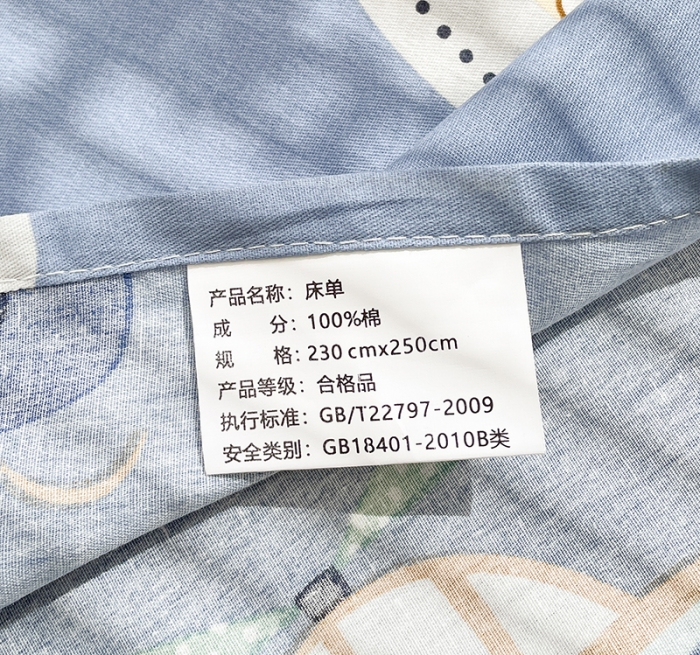 产品名称：床单
成　　分：100%棉
规　　格：230 cmx250cm
产品等级：合格品
执行标准：GB/T22797-2009
安全类别：GB18401-2010B类